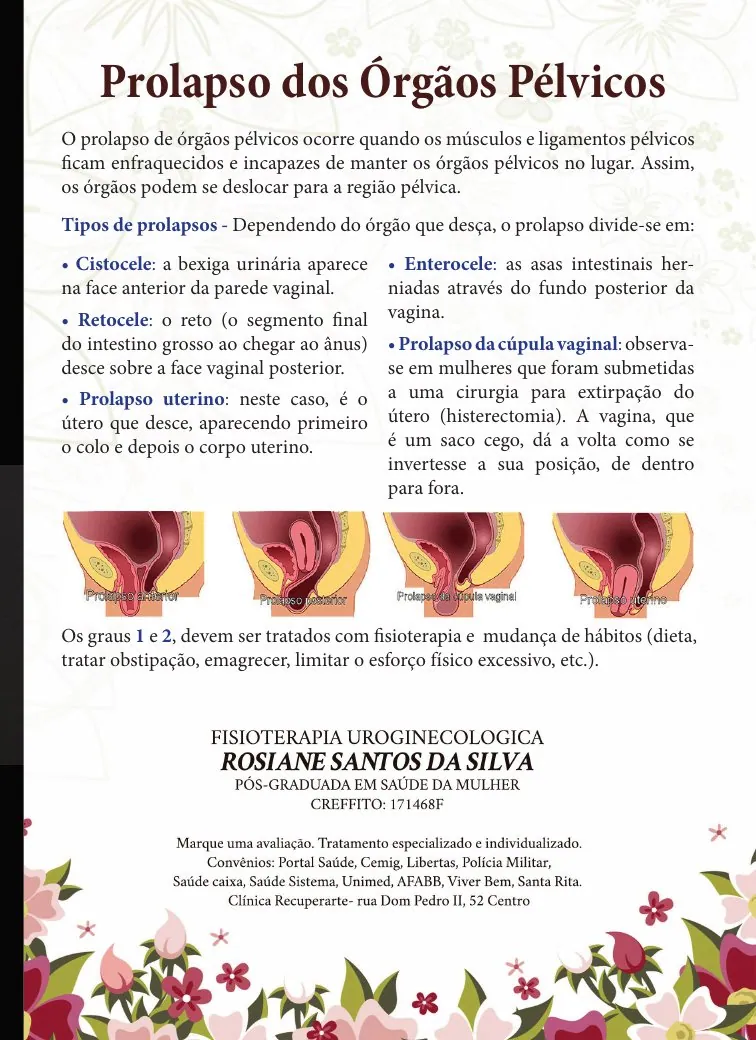 Prolapso dos Órgãos Pélvicos
O prolapso de órgãos pélvicos ocorre quando os músculos e ligamentos pélvicos
ficam enfraquecidos e incapazes de manter os órgãos pélvicos no lugar. Assim,
os órgãos podem se deslocar para a região pélvica.
Tipos de prolapsos - Dependendo do órgão que desça, o prolapso divide-se em:
• Cistocele: a bexiga urinária aparece
na face anterior da parede vaginal.
• Retocele: o reto (o segmento final
do intestino grosso ao chegar ao ânus)
desce sobre a face vaginal posterior.
• Prolapso uterino: neste caso, é o
útero que desce, aparecendo primeiro
o colo e depois o corpo uterino.
• Enterocele: as asas intestinais her-
niadas através do fundo posterior da
vagina.
• Prolapso da cúpula vaginal: observa-
se em mulheres que foram submetidas
a uma cirurgia para extirpação do
útero (histerectomia). A vagina, que
é um saco cego, dá a volta como se
invertesse a sua posição, de dentro
para fora.
Prolapso anterior
Prolapso posterior
Prolapso da cúpula vaginal
Prolapso uterino
Os graus 1 e 2, devem ser tratados com fisioterapia e mudança de hábitos (dieta,
tratar obstipação, emagrecer, limitar o esforço físico excessivo, etc.).
FISIOTERAPIA UROGINECOLOGICA
ROSIANE SANTOS DA SILVA
PÓS-GRADUADA EM SAÚDE DA MULHER
CREFFITO: 171468F
Marque uma avaliação. Tratamento especializado e individualizado.
Convênios: Portal Saúde, Cemig, Libertas, Polícia Militar,
Saúde caixa, Saúde Sistema, Unimed, AFABB, Viver Bem, Santa Rita.
Clínica Recuperarte- rua Dom Pedro II, 52 Centro